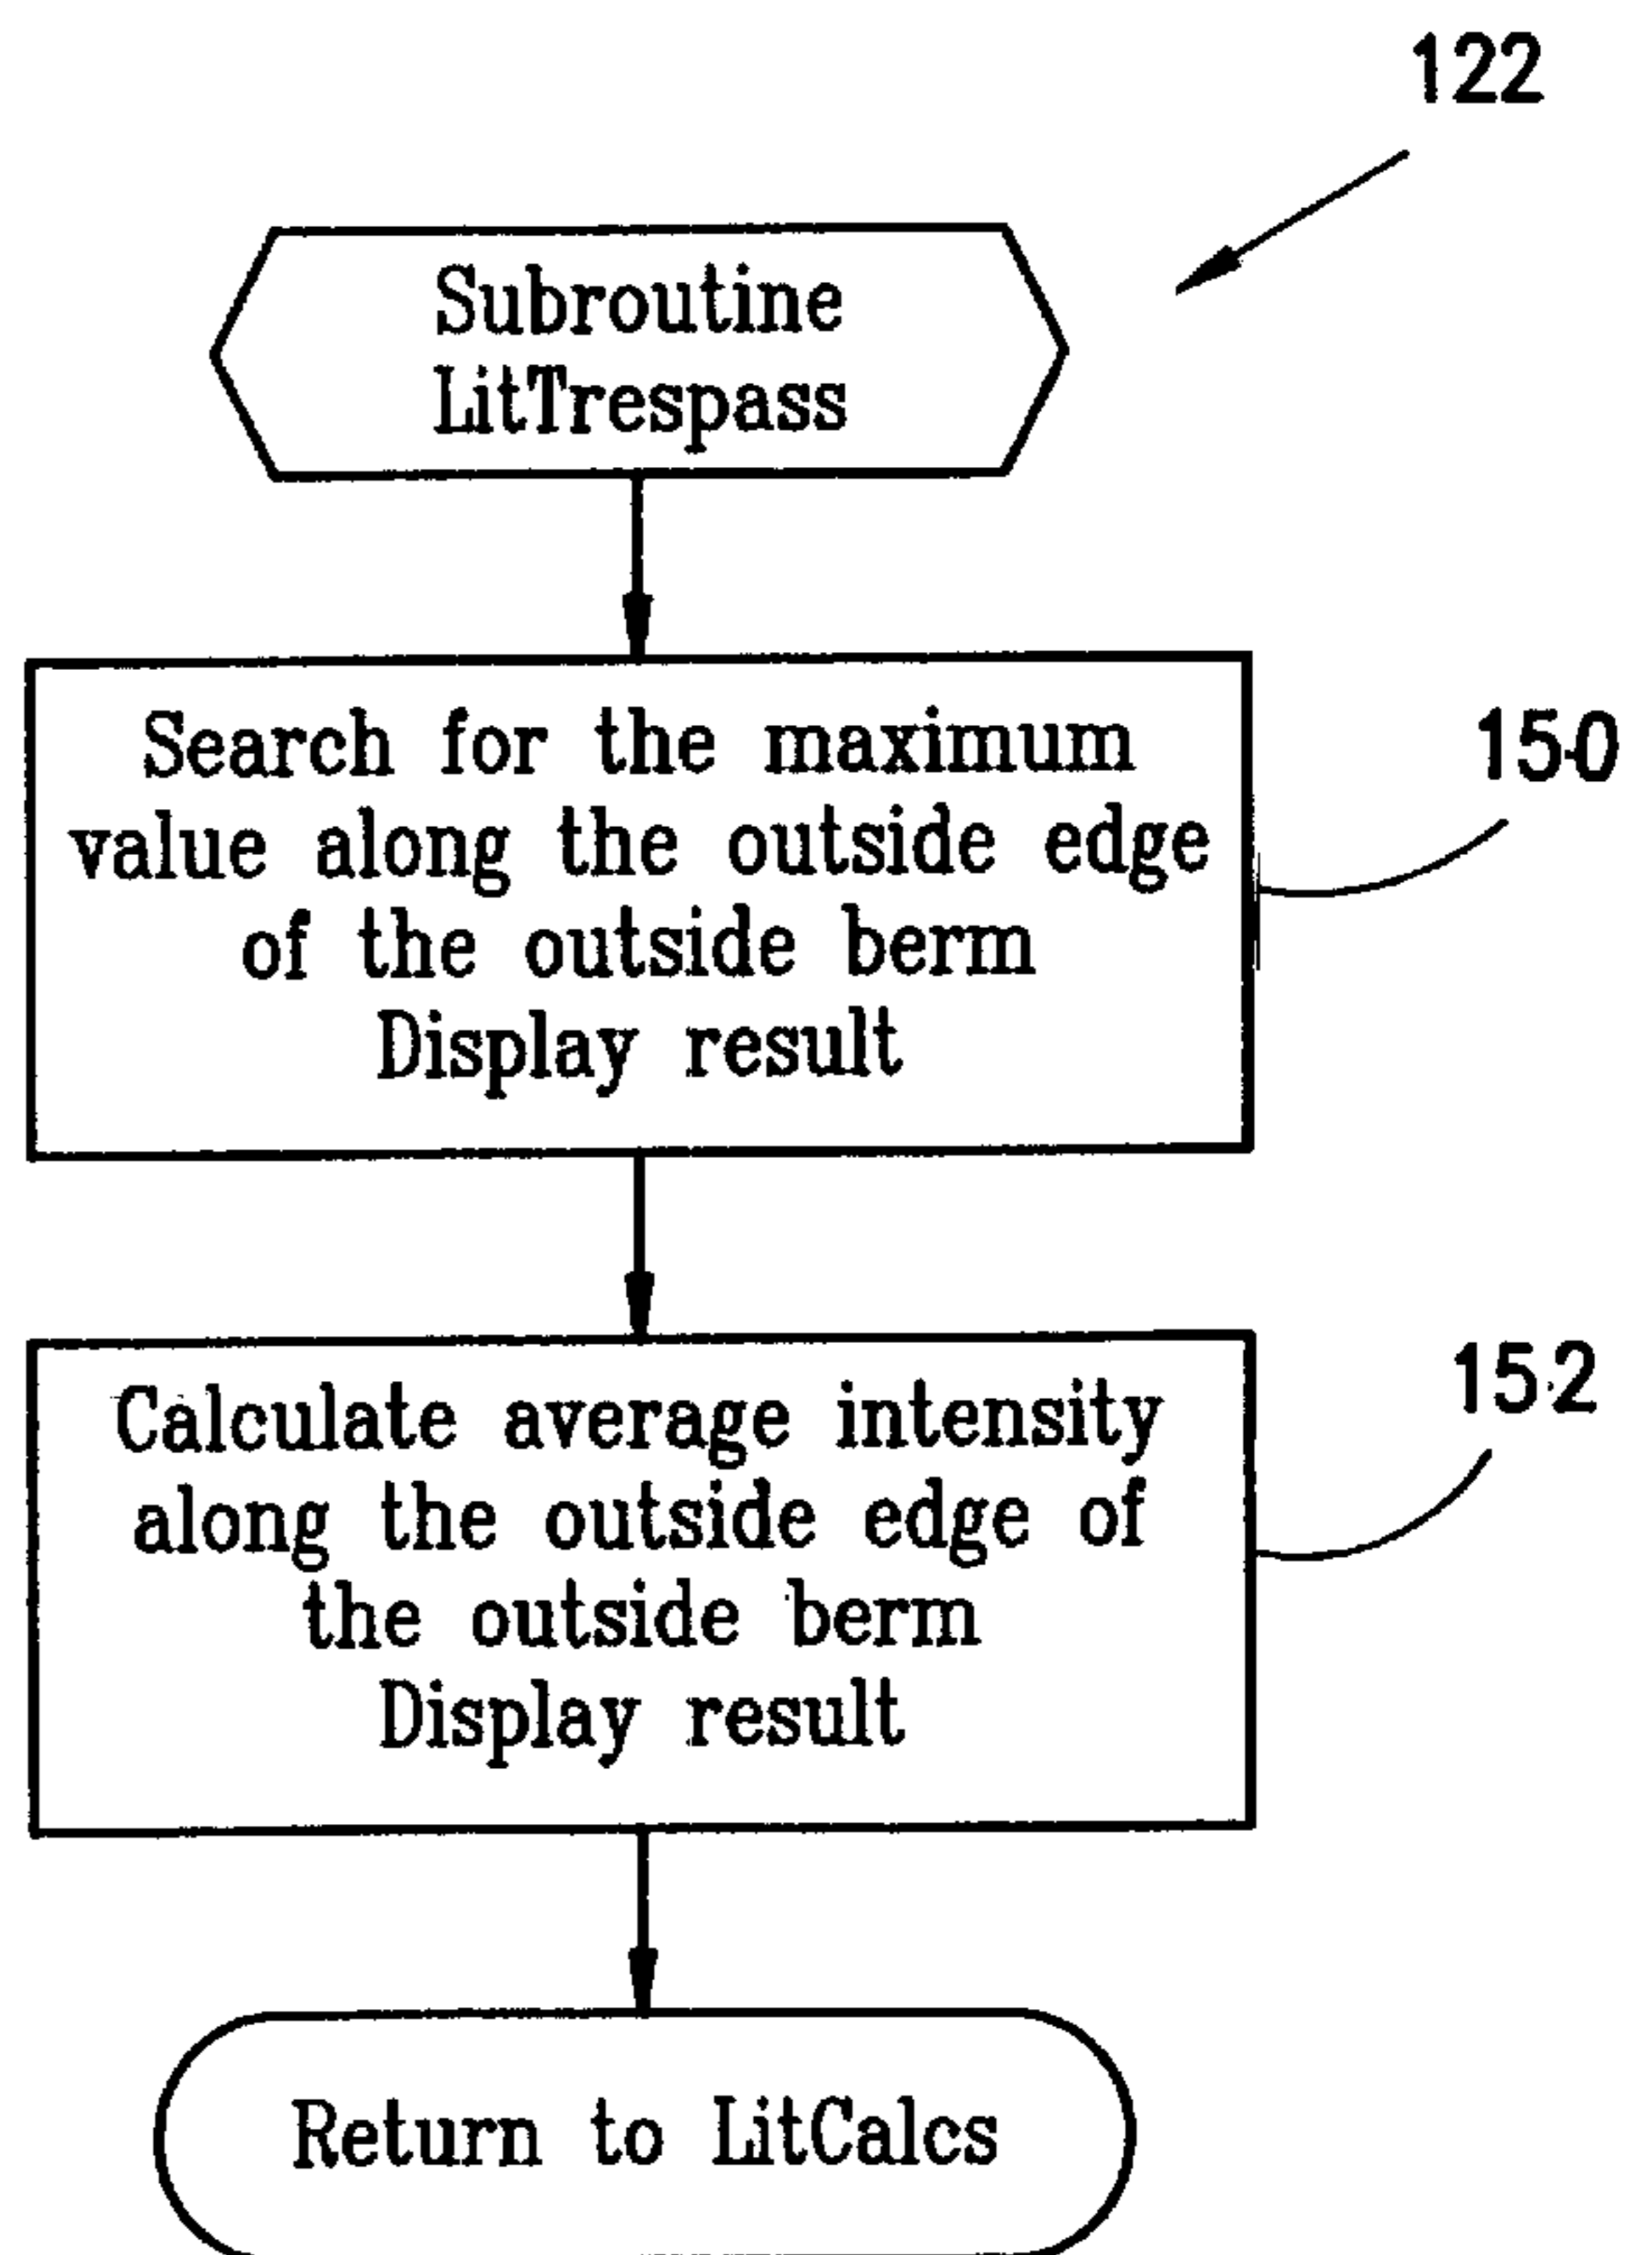 122
Subroutine
LitTrespass
Search for the maximum
value along the outside edge
of the outside berm
Display result
150
Calculate average intensity
along the outside edge of
the outside berm
Display result
152
Return to LitCalcs